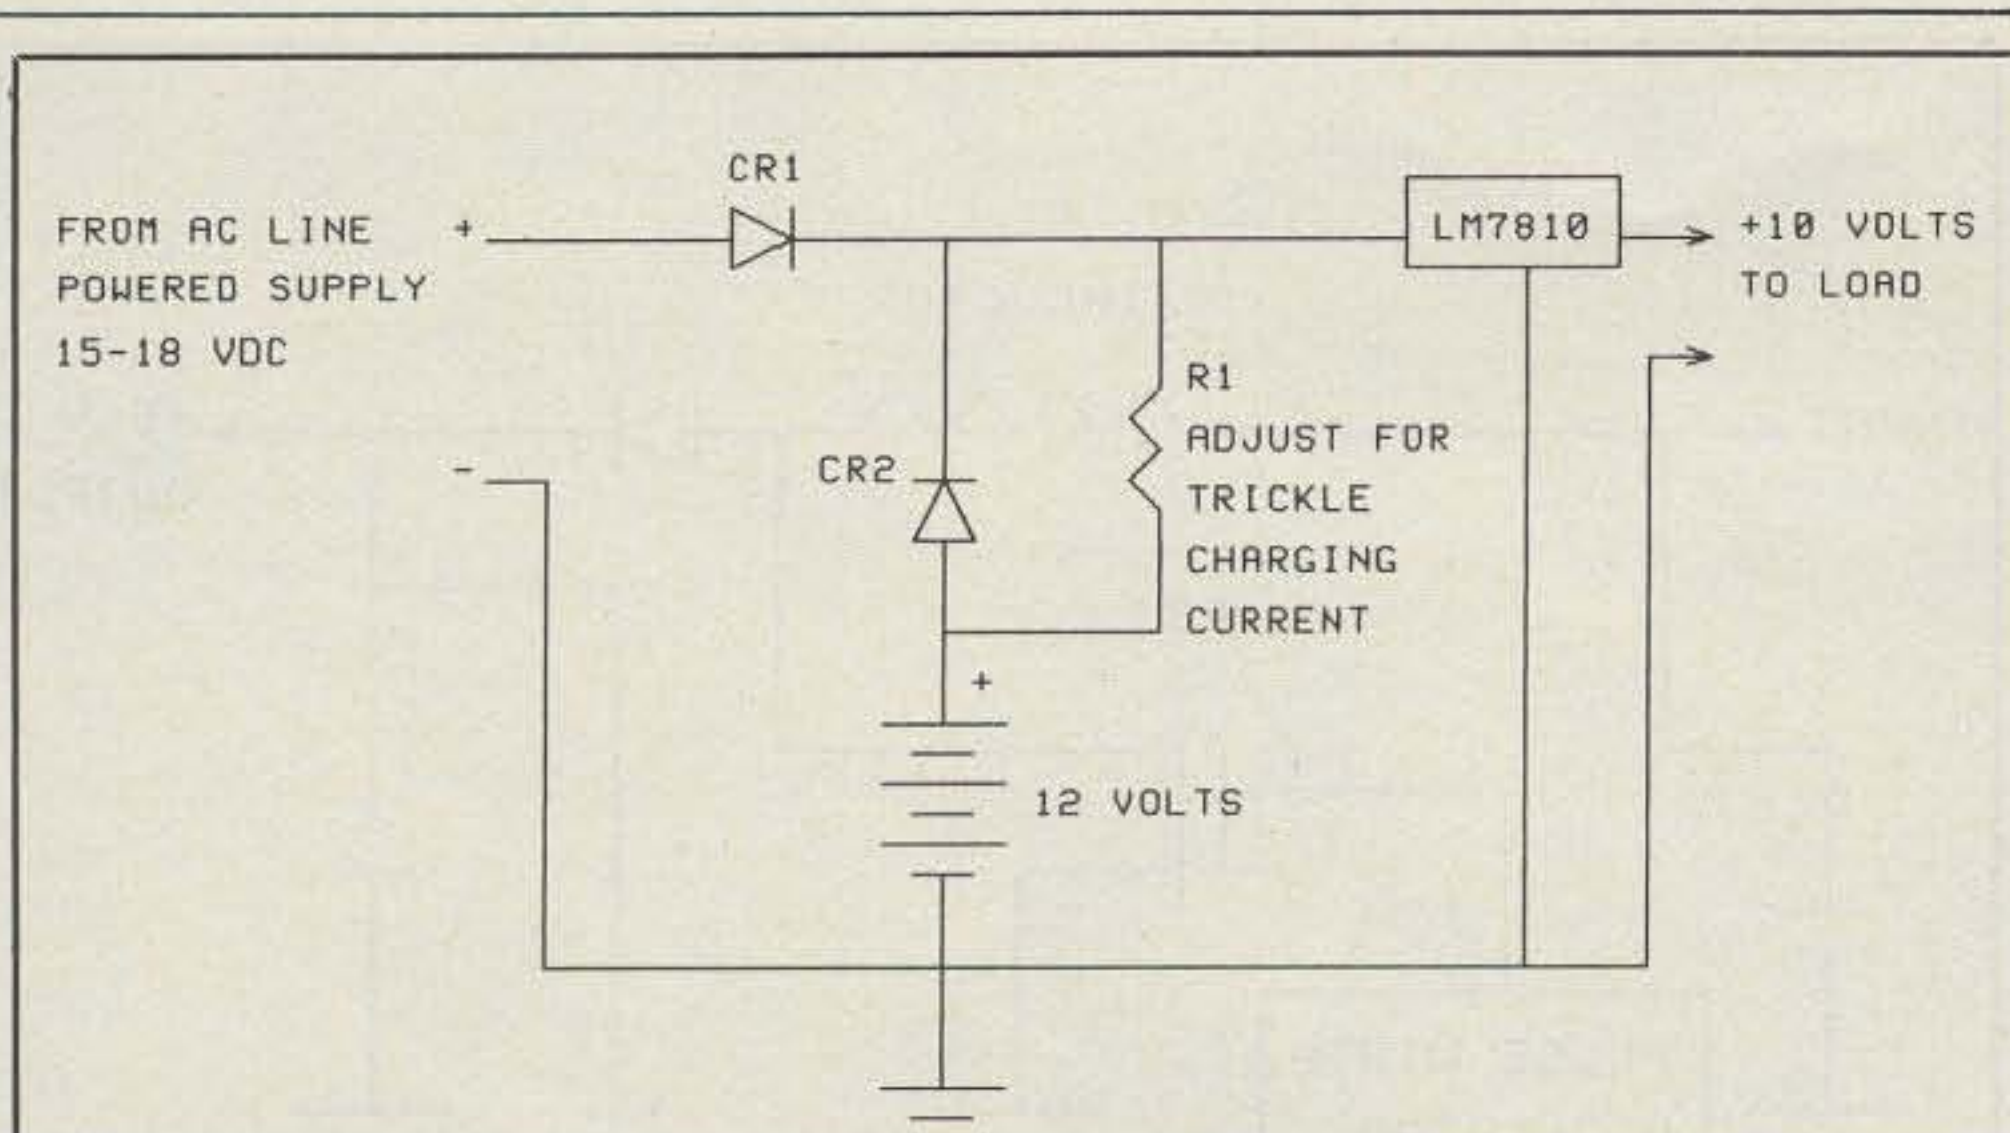 CR1
FROM AC LINE
POWERED SUPPLY
15-18 VDC
+
-
LM7810
+10 VOLTS
TO LOAD
R1
ADJUST FOR
TRICKLE
CHARGING
CURRENT
CR2
+
12 VOLTS